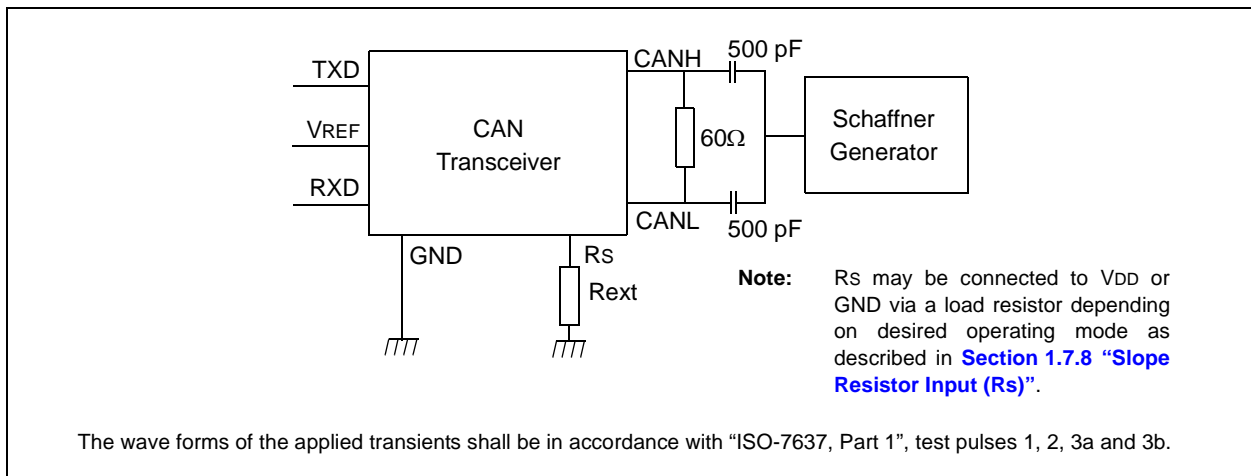 500 pF
CANH
TXD
VREF
CAN
Transceiver
60Ω
Schaffner
Generator
RXD
CANL
500 pF
GND
RS
Rext
Note: RS may be connected to VDD or
GND via a load resistor depending
on desired operating mode as
described in Section 1.7.8 “Slope
Resistor Input (Rs)”.
The wave forms of the applied transients shall be in accordance with “ISO-7637, Part 1”, test pulses 1, 2, 3a and 3b.